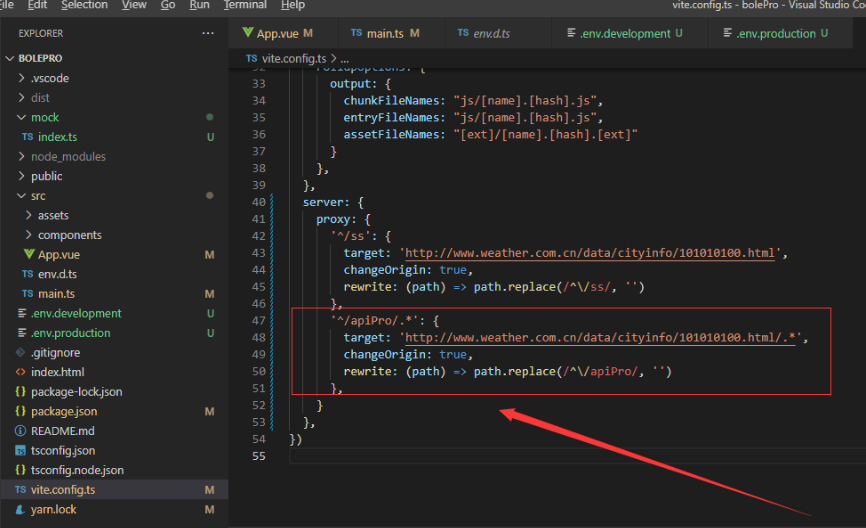 File Edit Selection View Go Run Terminal Help
vite.config.ts - bolePro - Visual Studio Co
EXPLORER ...
App.vue M TS main.ts M TS env.d.ts .env.development U .env.production U
TS vite.config.ts > ...
BOLEPRO
.vscode
dist
mock
TS index.ts U
node_modules
public
src
assets
components
App.vue M
TS env.d.ts
TS main.ts M
.env.development U
.env.production U
.gitignore
index.html
package-lock.json
package.json M
README.md
tsconfig.json
tsconfig.node.json
TS vite.config.ts M
yarn.lock M
32 rollupOptions: {
33 output: {
34 chunkFileNames: "js/[name].[hash].js",
35 entryFileNames: "js/[name].[hash].js",
36 assetFileNames: "[ext]/[name].[hash].[ext]"
37 }
38 },
39 },
40 server: {
41 proxy: {
42 '^/ss': {
43 target: 'http://www.weather.com.cn/data/cityinfo/101010100.html',
44 changeOrigin: true,
45 rewrite: (path) => path.replace(/^\/ss/, '')
46 },
47 '^/apiPro/.*': {
48 target: 'http://www.weather.com.cn/data/cityinfo/101010100.html/.*',
49 changeOrigin: true,
50 rewrite: (path) => path.replace(/^\/apiPro/, '')
51 },
52 }
53 },
54 })
55